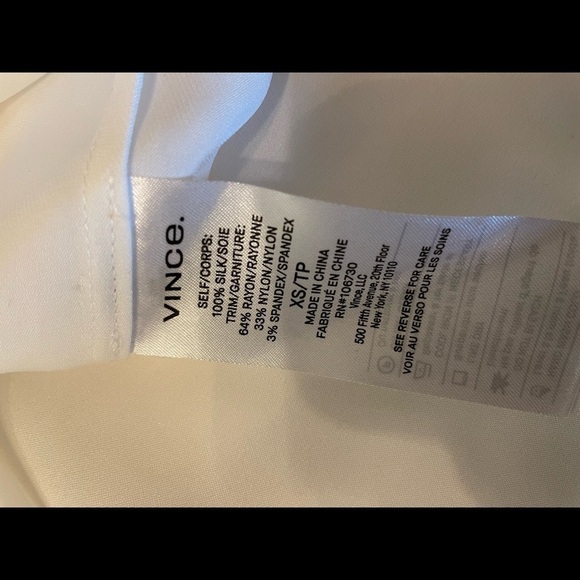 VINCE.
SELF/CORPS:
100% SILK/SOIE
TRIM/GARNITURE:
64% RAYON/RAYONNE
33% NYLON/NYLON
3% SPANDEX/SPANDEX
XS/TP
MADE IN CHINA
FABRIQUÉ EN CHINE
RN#106730
Vince, LLC
500 Fifth Avenue, 20th Floor
New York, NY 10110
SEE REVERSE FOR CARE
VOIR AU VERSO POUR LES SOINS